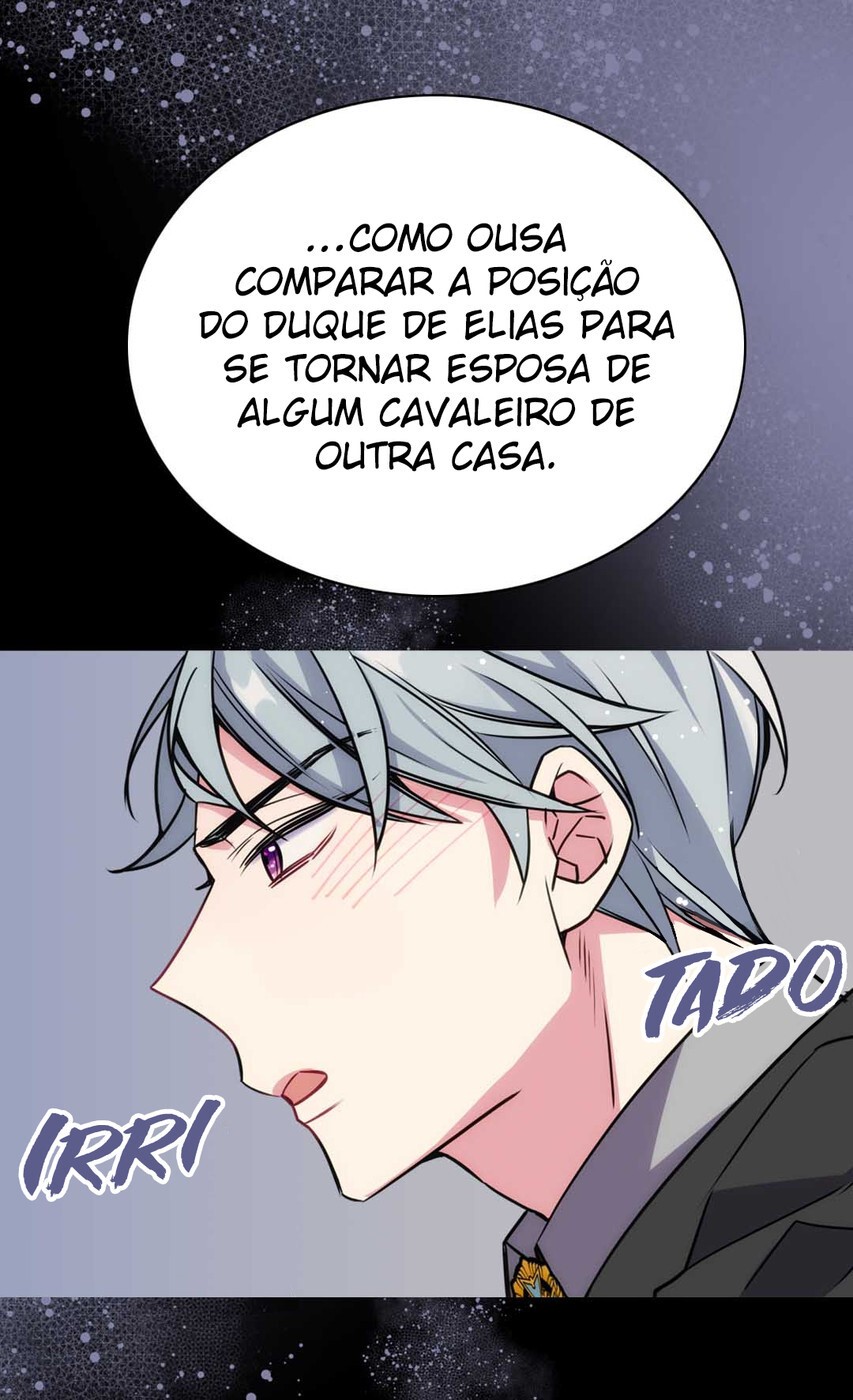 ...COMO OUSA
COMPARAR A POSIÇÃO
DO DUQUE DE ELIAS PARA
SE TORNAR ESPOSA DE
ALGUM CAVALEIRO DE
OUTRA CASA.
IRRI
TADO